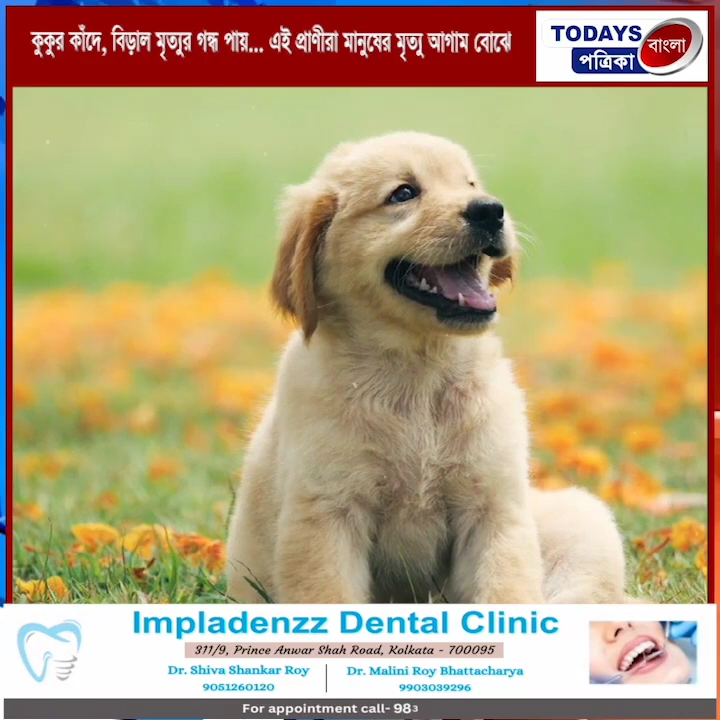 কুকুর কাঁদে, বিড়াল মৃত্যুর গন্ধ পায়... এই প্রাণীরা মানুষের মৃত্যু আগাম বোঝে
TODAYS
বাংলা
পত্রিকা
Impladenzz Dental Clinic
311/9, Prince Anwar Shah Road, Kolkata - 700095
Dr. Shiva Shankar Roy
9051260120
Dr. Malini Roy Bhattacharya
9903039296
For appointment call- 983